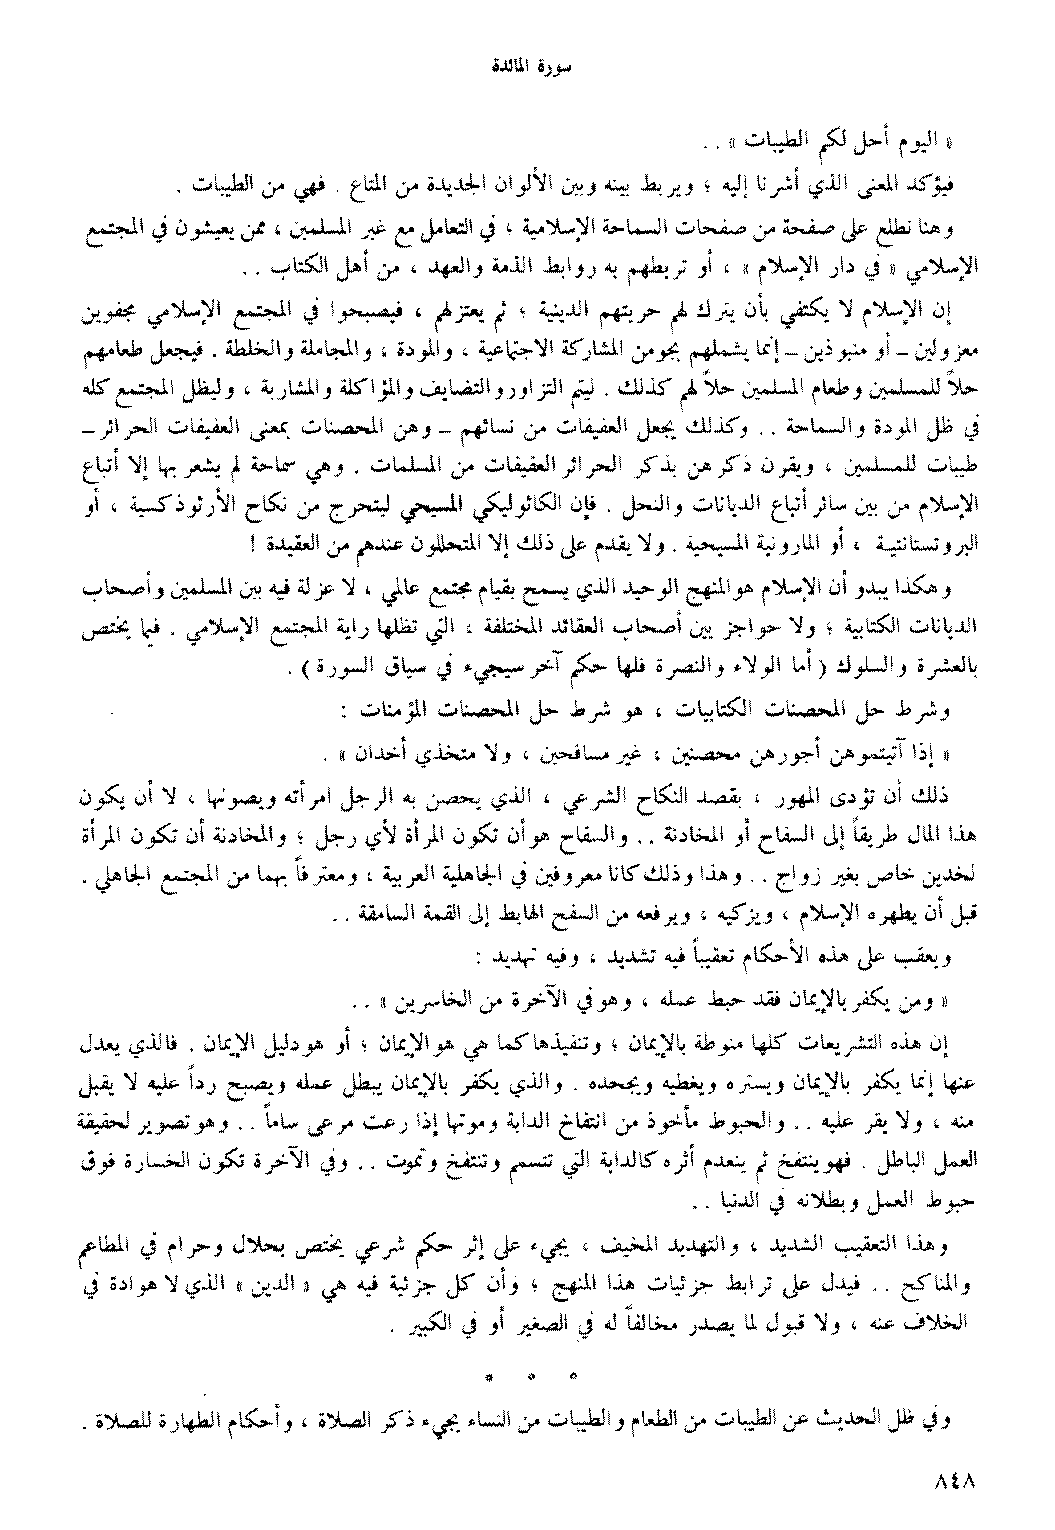 سورة المائدة
« اليوم أحل لكم الطيبات » . .
فيؤكد المعنى الذي أشرنا إليه ؛ ويربط بينه وبين الألوان الجديدة من المتاع . فهي من الطيبات .
وهنا نطلع على صفحة من صفحات السماحة الإسلامية ؛ في التعامل مع غير المسلمين ، ممن يعيشون في المجتمع
الإسلامي « في دار الإسلام » ، أو تربطهم به روابط الذمة والعهد ، من أهل الكتاب . .
إن الإسلام لا يكتفي بأن يترك لهم حريتهم الدينية ؛ ثم يعتزلهم ، فيصبحوا في المجتمع الإسلامي مجفوين
معزولين – أو منبوذين – إنما يشملهم بجو من المشاركة الاجتماعية ، والمودة ، والمجاملة والخلطة . فيجعل طعامهم
حلاً للمسلمين وطعام المسلمين حلاً لهم كذلك . ليتم التزاور والتضايف والمؤاكلة والمشاربة ، وليظل المجتمع كله
في ظل المودة والسماحة . . وكذلك يجعل العفيفات من نسائهم – وهن المحصنات بمعنى العفيفات الحرائر –
طيبات للمسلمين ، ويقرن ذكرهن بذكر الحرائر العفيفات من المسلمات . وهي سماحة لم يشعر بها إلا أتباع
الإسلام من بين سائر أتباع الديانات والنحل . فإن الكاثوليكي المسيحي ليتحرج من نكاح الأرثوذكسية ، أو
البروتستانتية ، أو المارونية المسيحية . ولا يقدم على ذلك إلا المتحللون عندهم من العقيدة !
وهكذا يبدو أن الإسلام هو المنهج الوحيد الذي يسمح بقيام مجتمع عالمي ، لا عزلة فيه بين المسلمين وأصحاب
الديانات الكتابية ؛ ولا حواجز بين أصحاب العقائد المختلفة ، التي تظلها راية المجتمع الإسلامي . فيما يختص
بالعشرة والسلوك ( أما الولاء والنصرة فلها حكم آخر سيجيء في سياق السورة ) .
وشرط حل المحصنات الكتابيات ، هو شرط حل المحصنات المؤمنات :
« إذا آتيتموهن أجورهن محصنين ، غير مسافحين ، ولا متخذي أخدان » .
ذلك أن تؤدى المهور ، بقصد النكاح الشرعي ، الذي يحصن به الرجل امرأته ويصونها ، لا أن يكون
هذا المال طريقاً إلى السفاح أو المخادنة . . والسفاح هو أن تكون المرأة لأي رجل ؛ والمخادنة أن تكون المرأة
لخدين خاص بغير زواج . . وهذا وذلك كانا معروفين في الجاهلية العربية ، ومعترفاً بهما من المجتمع الجاهلي .
قبل أن يطهره الإسلام ، ويزكيه ، ويرفعه من السفح الهابط إلى القمة السامقة . .
ويعقب على هذه الأحكام تعقيباً فيه تشديد ، وفيه تهديد :
« ومن يكفر بالإيمان فقد حبط عمله ، وهو في الآخرة من الخاسرين » . .
إن هذه التشريعات كلها منوطة بالإيمان ؛ وتنفيذها كما هي هو الإيمان ؛ أو هو دليل الإيمان . فالذي يعدل
عنها إنما يكفر بالإيمان ويستره ويغطيه ويجحده . والذي يكفر بالإيمان يبطل عمله ويصبح رداً عليه لا يقبل
منه ، ولا يقر عليه . . والحبوط مأخوذ من انتفاخ الدابة وموتها إذا رعت مرعى ساماً . . وهو تصوير لحقيقة
العمل الباطل . فهو ينتفخ ثم ينعدم أثره كالدابة التي تتسمم وتنتفخ وتموت . . وفي الآخرة تكون الخسارة فوق
حبوط العمل وبطلانه في الدنيا . .
وهذا التعقيب الشديد ، والتهديد المخيف ، يجيء على إثر حكم شرعي يختص بحلال وحرام في المطاعم
والمناكح . . فيدل على ترابط جزئيات هذا المنهج ؛ وأن كل جزئية فيه هي « الدين » الذي لا هوادة في
الخلاف عنه ، ولا قبول لما يصدر مخالفاً له في الصغير أو في الكبير .
* * *
وفي ظل الحديث عن الطيبات من الطعام والطيبات من النساء يجيء ذكر الصلاة ، وأحكام الطهارة للصلاة .
٨٤٨